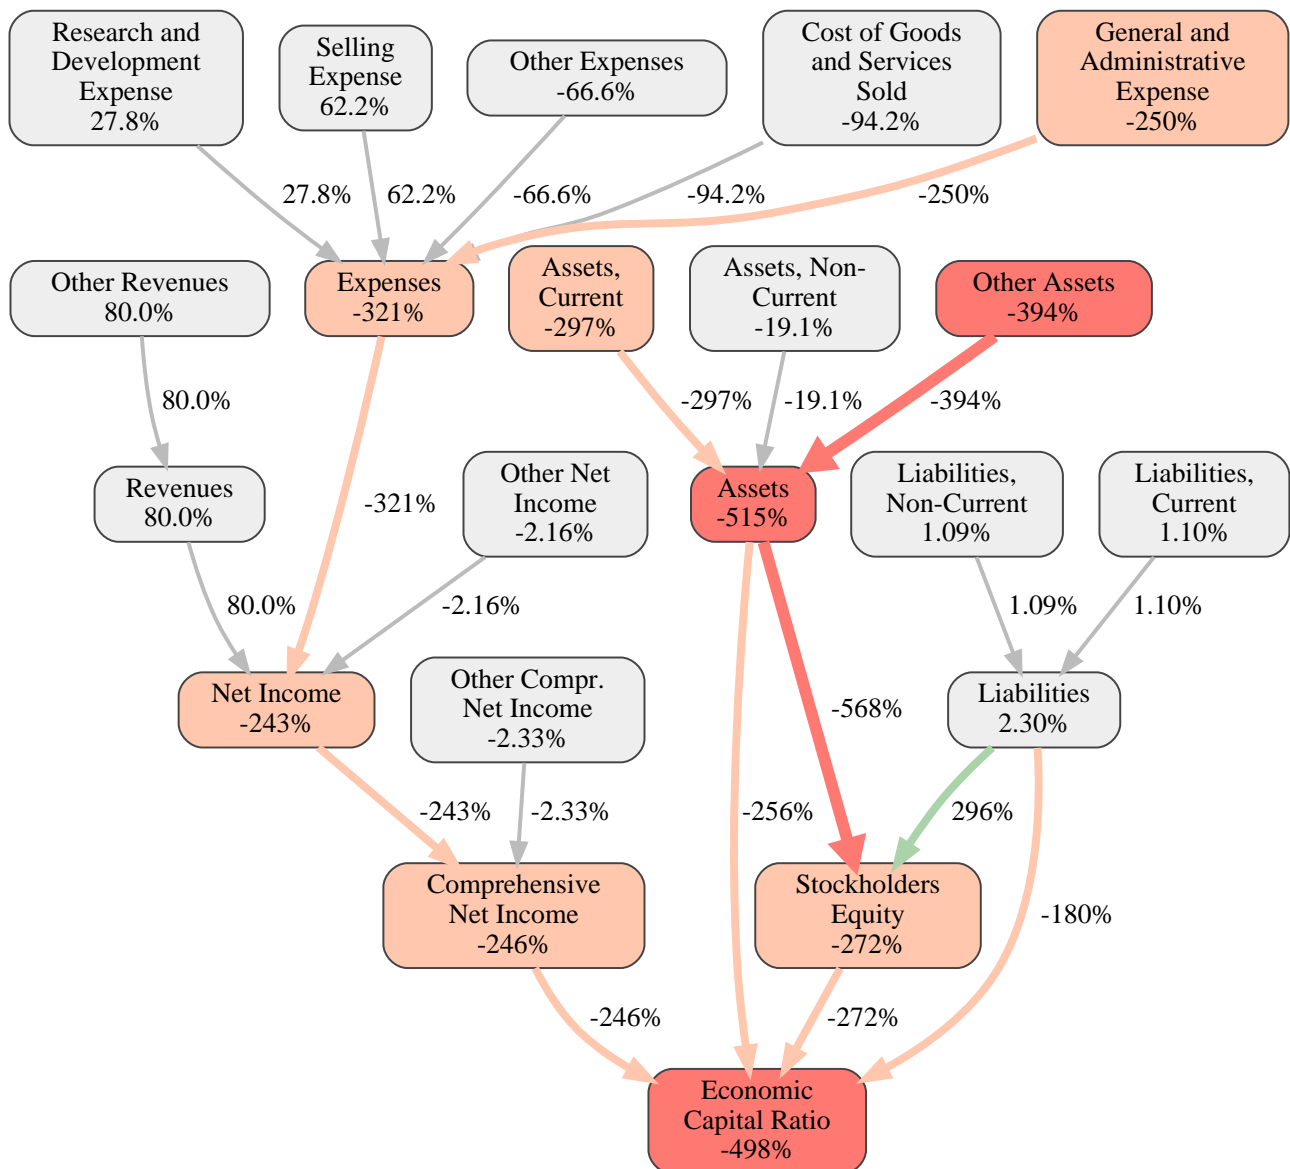 Research and
Development
Expense
27.8%
Selling
Expense
62.2%
Other Expenses
-66.6%
Cost of Goods
and Services
Sold
-94.2%
General and
Administrative
Expense
-250%
27.8%
62.2%
-66.6%
-94.2%
-250%
Other Revenues
80.0%
Expenses
-321%
Assets,
Current
-297%
Assets, Non-
Current
-19.1%
Other Assets
-394%
80.0%
-297%
-19.1%
-394%
Revenues
80.0%
-321%
Other Net
Income
-2.16%
Assets
-515%
Liabilities,
Non-Current
1.09%
Liabilities,
Current
1.10%
80.0%
-2.16%
1.09%
1.10%
Net Income
-243%
Other Compr.
Net Income
-2.33%
-568%
Liabilities
2.30%
-243%
-2.33%
-256%
296%
Comprehensive
Net Income
-246%
Stockholders
Equity
-272%
-180%
-246%
-272%
Economic
Capital Ratio
-498%